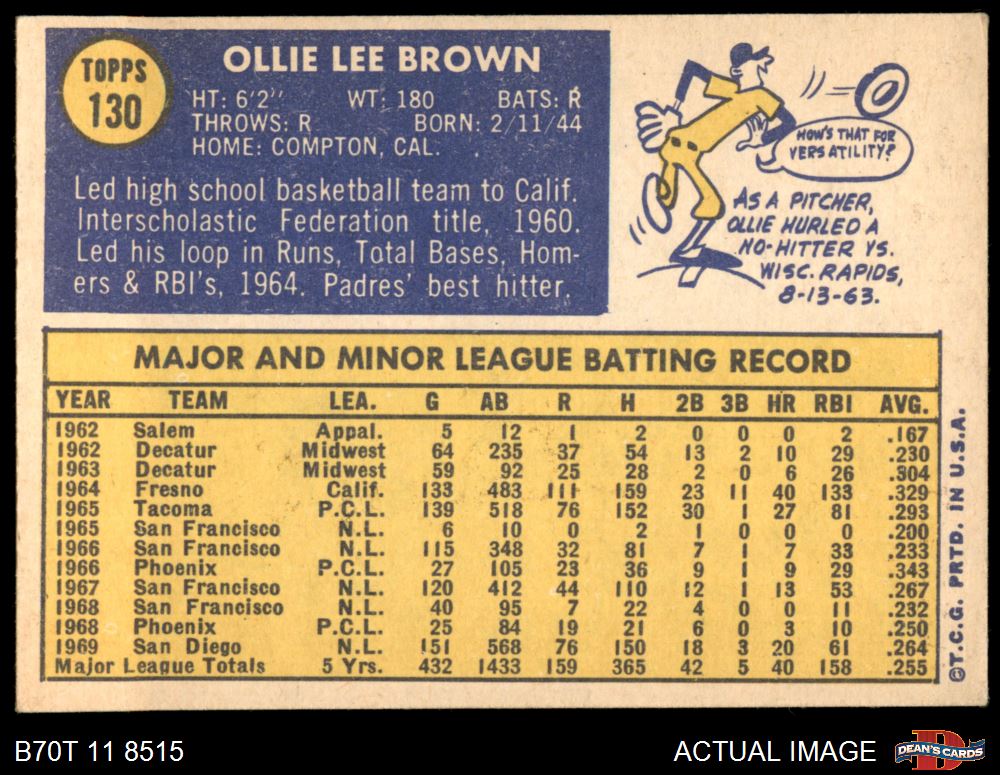 TOPPS
130
OLLIE LEE BROWN
HT: 6'2" WT: 180 BATS: R
THROWS: R BORN: 2/11/44
HOME: COMPTON, CAL.
Led high school basketball team to Calif.
Interscholastic Federation title, 1960.
Led his loop in Runs, Total Bases, Hom-
ers & RBI's, 1964. Padres' best hitter.
HOW'S THAT FOR
VERSATILITY?
AS A PITCHER,
OLLIE HURLED A
NO-HITTER VS.
WISC. RAPIDS,
8-13-63.
MAJOR AND MINOR LEAGUE BATTING RECORD
YEAR TEAM LEA. G AB R H 2B 3B HR RBI AVG.
1962 Salem Appal. 5 12 1 2 0 0 0 2 .167
1962 Decatur Midwest 64 235 37 54 13 2 10 29 .230
1963 Decatur Midwest 59 92 25 28 2 0 6 26 .304
1964 Fresno Calif. 133 483 111 159 23 11 40 133 .329
1965 Tacoma P.C.L. 139 518 76 152 30 1 27 81 .293
1965 San Francisco N.L. 6 10 0 2 1 0 0 0 .200
1966 San Francisco N.L. 115 348 32 81 7 1 7 33 .233
1966 Phoenix P.C.L. 27 105 23 36 9 1 9 29 .343
1967 San Francisco N.L. 120 412 44 110 12 1 13 53 .267
1968 San Francisco N.L. 40 95 7 22 4 0 0 11 .232
1968 Phoenix P.C.L. 25 84 19 21 6 0 3 10 .250
1969 San Diego N.L. 151 568 76 150 18 3 20 61 .264
Major League Totals 5 Yrs. 432 1433 159 365 42 5 40 158 .255
©T.C.G. PRTD. IN U.S.A.
B70T 11 8515
ACTUAL IMAGE
D
DEAN'S CARDS